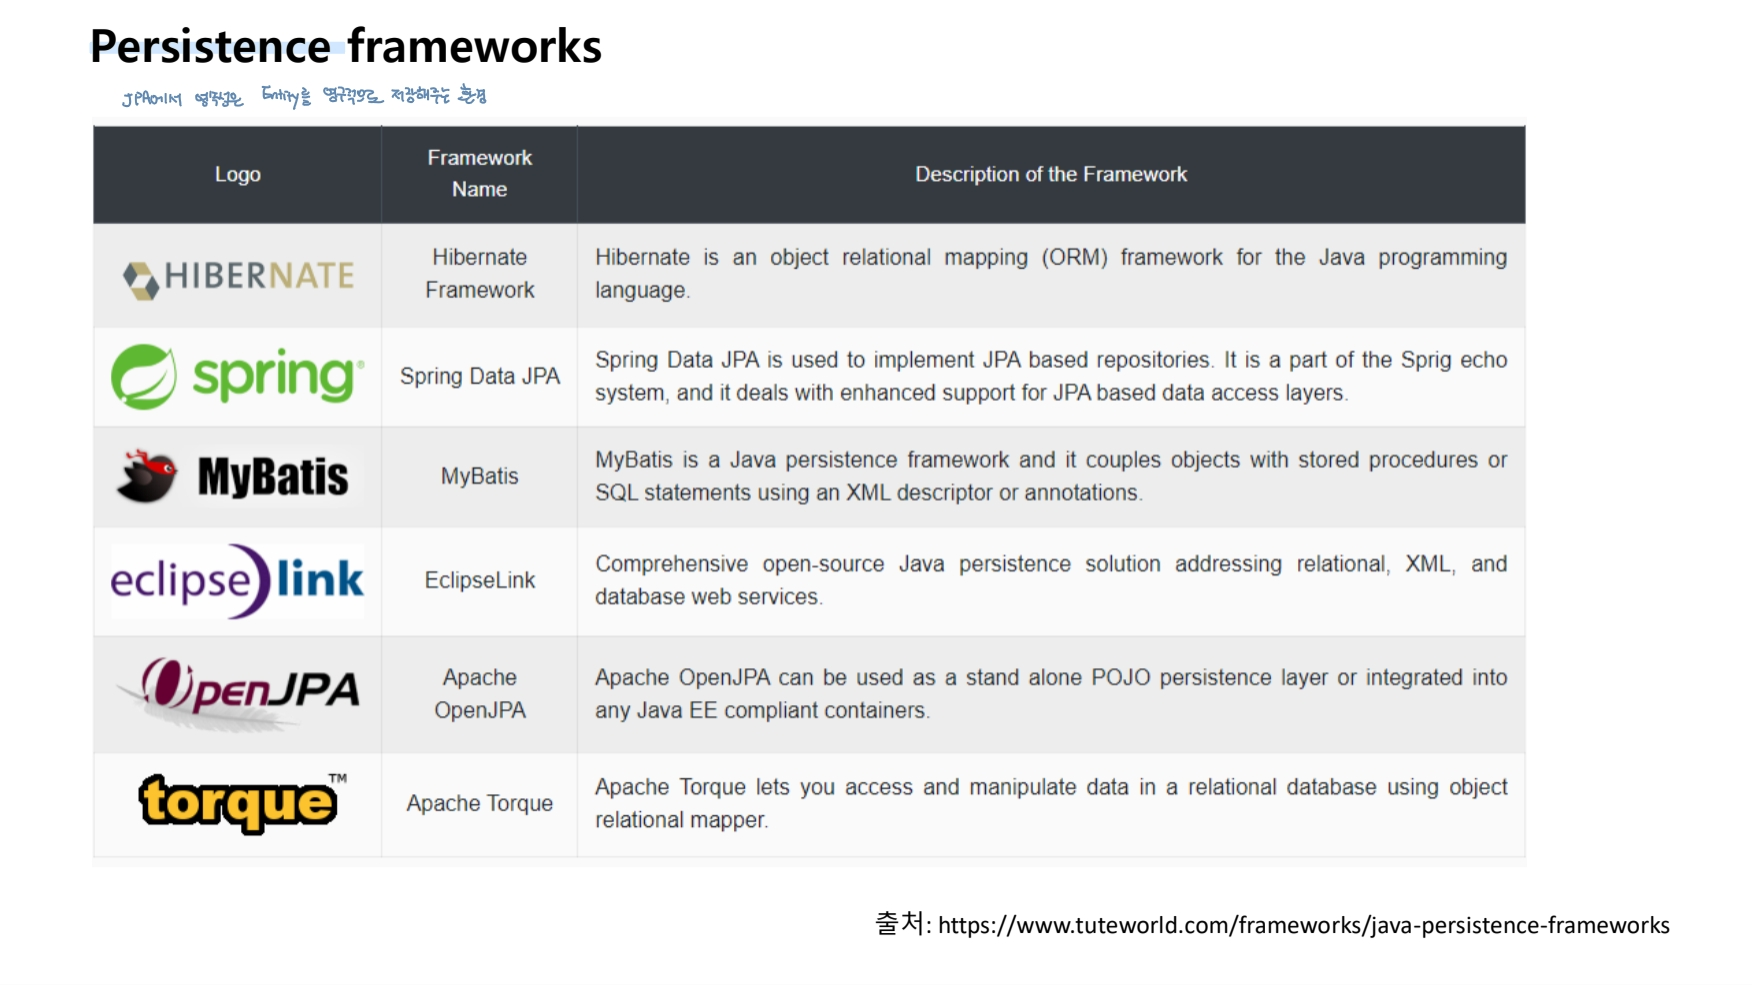 Persistence frameworks
JPA에서 영속성은 Entity를 영구적으로 저장해주는 환경
Logo
Framework
Name
Description of the Framework
HIBERNATE
Hibernate
Framework
Hibernate is an object relational mapping (ORM) framework for the Java programming
language.
spring®
Spring Data JPA
Spring Data JPA is used to implement JPA based repositories. It is a part of the Sprig echo
system, and it deals with enhanced support for JPA based data access layers.
MyBatis
MyBatis
MyBatis is a Java persistence framework and it couples objects with stored procedures or
SQL statements using an XML descriptor or annotations.
eclipse link
EclipseLink
Comprehensive open-source Java persistence solution addressing relational, XML, and
database web services.
OpenJPA
Apache
OpenJPA
Apache OpenJPA can be used as a stand alone POJO persistence layer or integrated into
any Java EE compliant containers.
torque™
Apache Torque
Apache Torque lets you access and manipulate data in a relational database using object
relational mapper.
출처: https://www.tuteworld.com/frameworks/java-persistence-frameworks